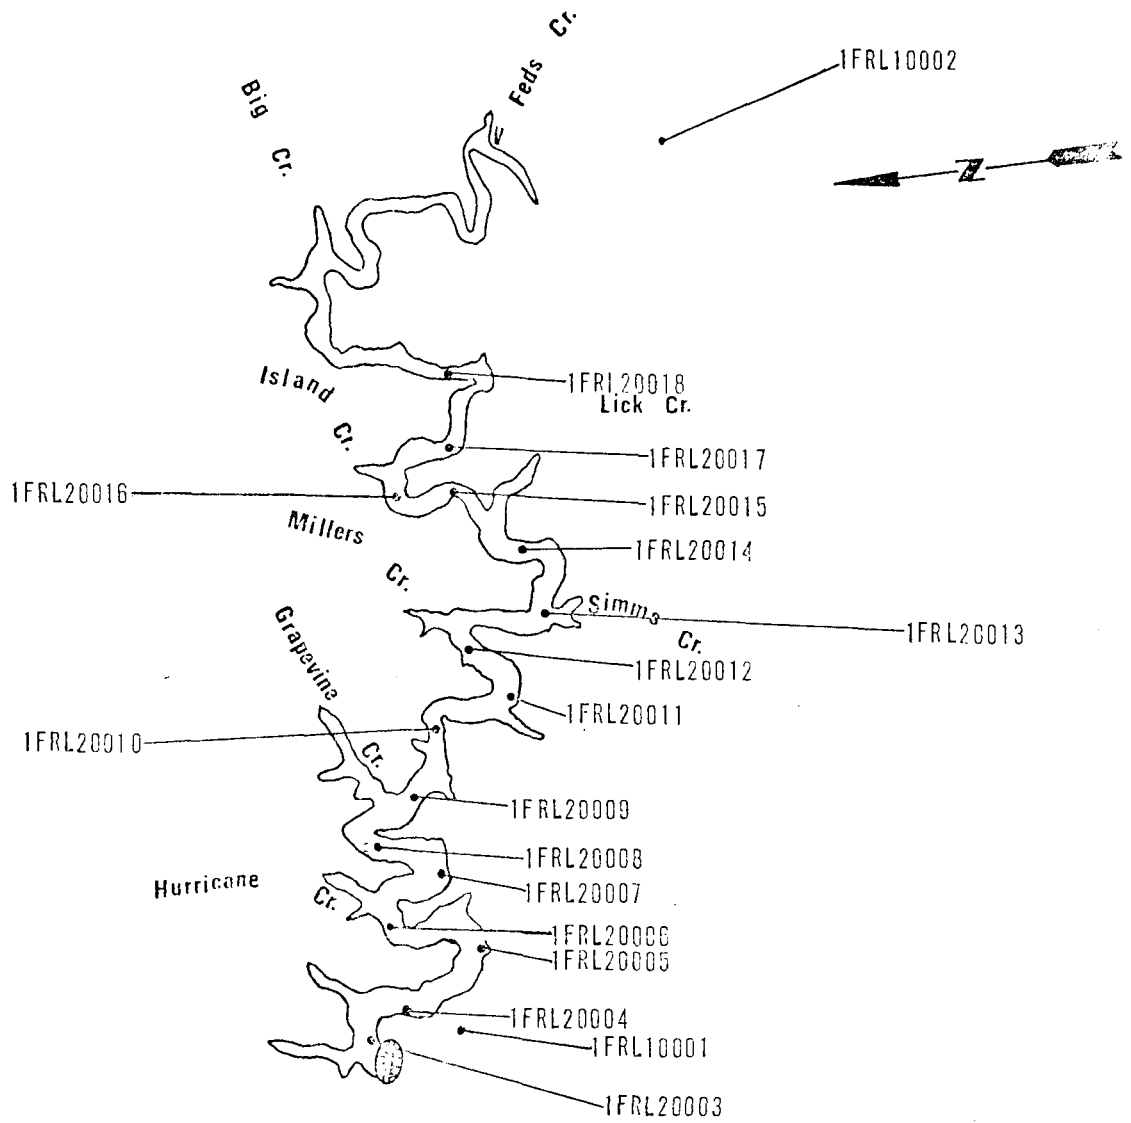 Feds Cr.
1FRL10002
Big Cr.
N
Island Cr.
1FRL20018
Lick Cr.
1FRL20017
1FRL20016
1FRL20015
Millers Cr.
1FRL20014
Simms Cr.
1FRL20013
Grapevine Cr.
1FRL20012
1FRL20011
1FRL20010
1FRL20009
1FRL20008
Hurricane Cr.
1FRL20007
1FRL20006
1FRL20005
1FRL20004
1FRL10001
1FRL20003